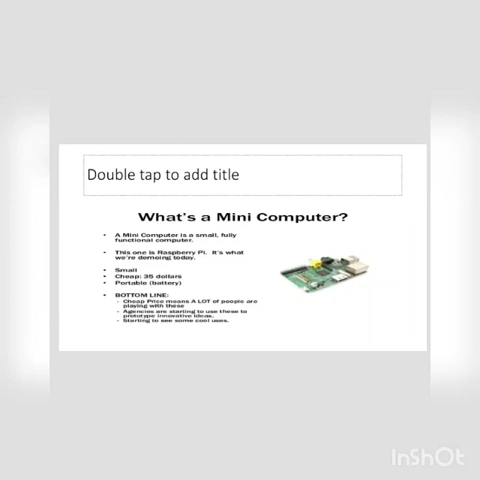 Double tap to add title
What's a Mini Computer?
• A Mini Computer is a small, fully
functional computer.
• This one is Raspberry Pi. It's what
we're demoing today.
• Small
• Cheap: 35 dollars
• Portable (battery)
• BOTTOM LINE:
- Cheap Price means A LOT of people are
playing with these
- Agencies are starting to use these to
prototype innovative ideas.
- Starting to see some cool uses.
InShOt